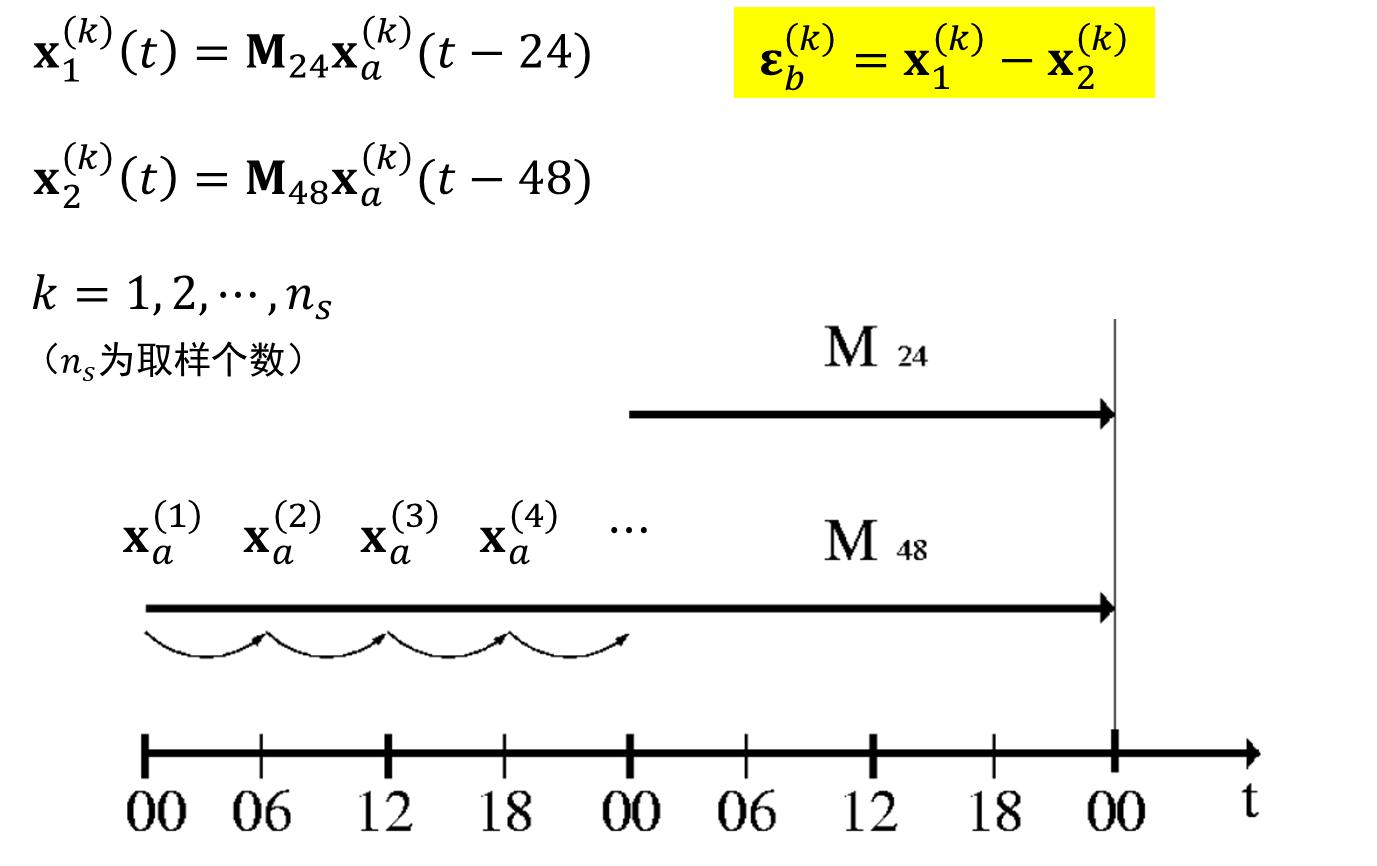 𝐱₁⁽ᵏ⁾(t) = 𝐌₂₄𝐱ₐ⁽ᵏ⁾(t − 24)
𝛆_b⁽ᵏ⁾ = 𝐱₁⁽ᵏ⁾ − 𝐱₂⁽ᵏ⁾
𝐱₂⁽ᵏ⁾(t) = 𝐌₄₈𝐱ₐ⁽ᵏ⁾(t − 48)
k = 1, 2, ⋯ , nₛ
（nₛ为取样个数）
M 24
𝐱ₐ⁽¹⁾ 𝐱ₐ⁽²⁾ 𝐱ₐ⁽³⁾ 𝐱ₐ⁽⁴⁾ ⋯
M 48
00 06 12 18 00 06 12 18 00 t